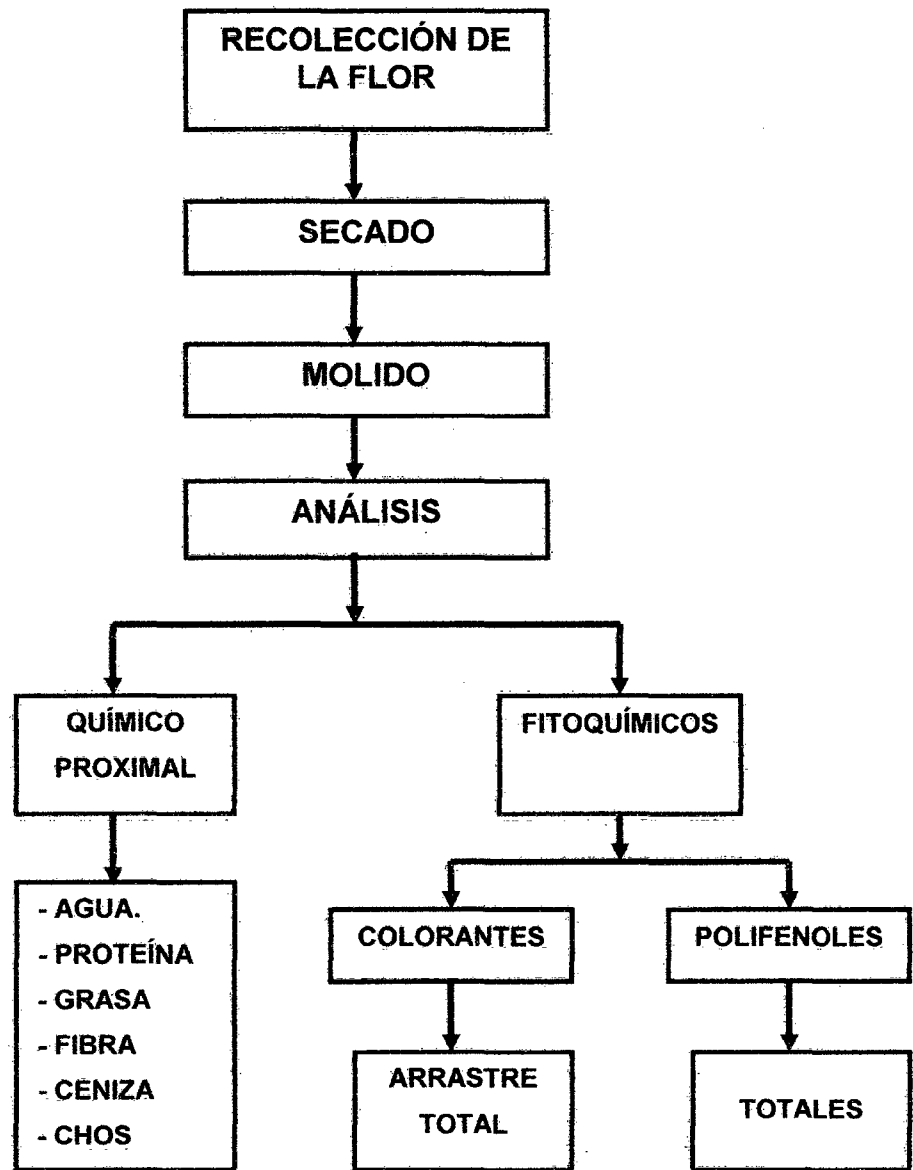 RECOLECCIÓN DE
LA FLOR
SECADO
MOLIDO
ANÁLISIS
QUÍMICO
PROXIMAL
FITOQUÍMICOS
- AGUA.
- PROTEÍNA
- GRASA
- FIBRA
- CENIZA
- CHOS
COLORANTES
POLIFENOLES
ARRASTRE
TOTAL
TOTALES